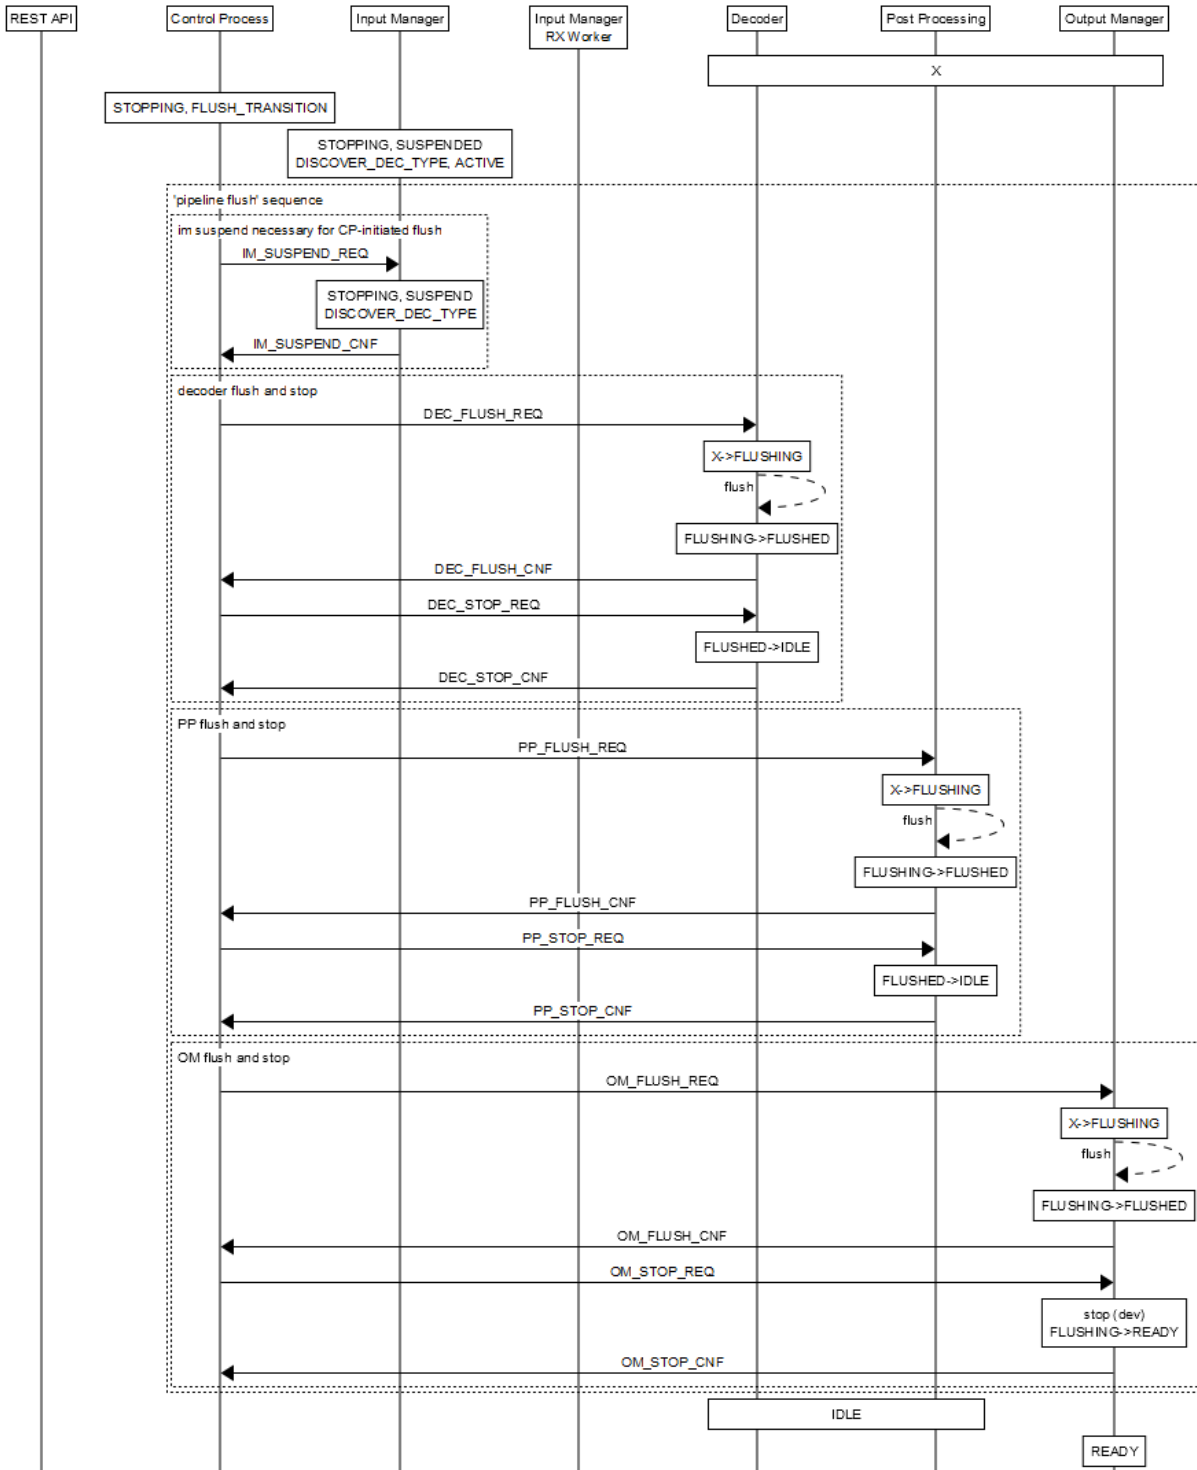 REST API
Control Process
Input Manager
Input Manager
RX Worker
Decoder
Post Processing
Output Manager
X
STOPPING, FLUSH_TRANSITION
STOPPING, SUSPENDED
DISCOVER_DEC_TYPE, ACTIVE
'pipeline flush' sequence
im suspend necessary for CP-initiated flush
IM_SUSPEND_REQ
STOPPING, SUSPEND
DISCOVER_DEC_TYPE
IM_SUSPEND_CNF
decoder flush and stop
DEC_FLUSH_REQ
X->FLUSHING
flush
FLUSHING->FLUSHED
DEC_FLUSH_CNF
DEC_STOP_REQ
FLUSHED->IDLE
DEC_STOP_CNF
PP flush and stop
PP_FLUSH_REQ
X->FLUSHING
flush
FLUSHING->FLUSHED
PP_FLUSH_CNF
PP_STOP_REQ
FLUSHED->IDLE
PP_STOP_CNF
OM flush and stop
OM_FLUSH_REQ
X->FLUSHING
flush
FLUSHING->FLUSHED
OM_FLUSH_CNF
OM_STOP_REQ
stop (dev)
FLUSHING->READY
OM_STOP_CNF
IDLE
READY